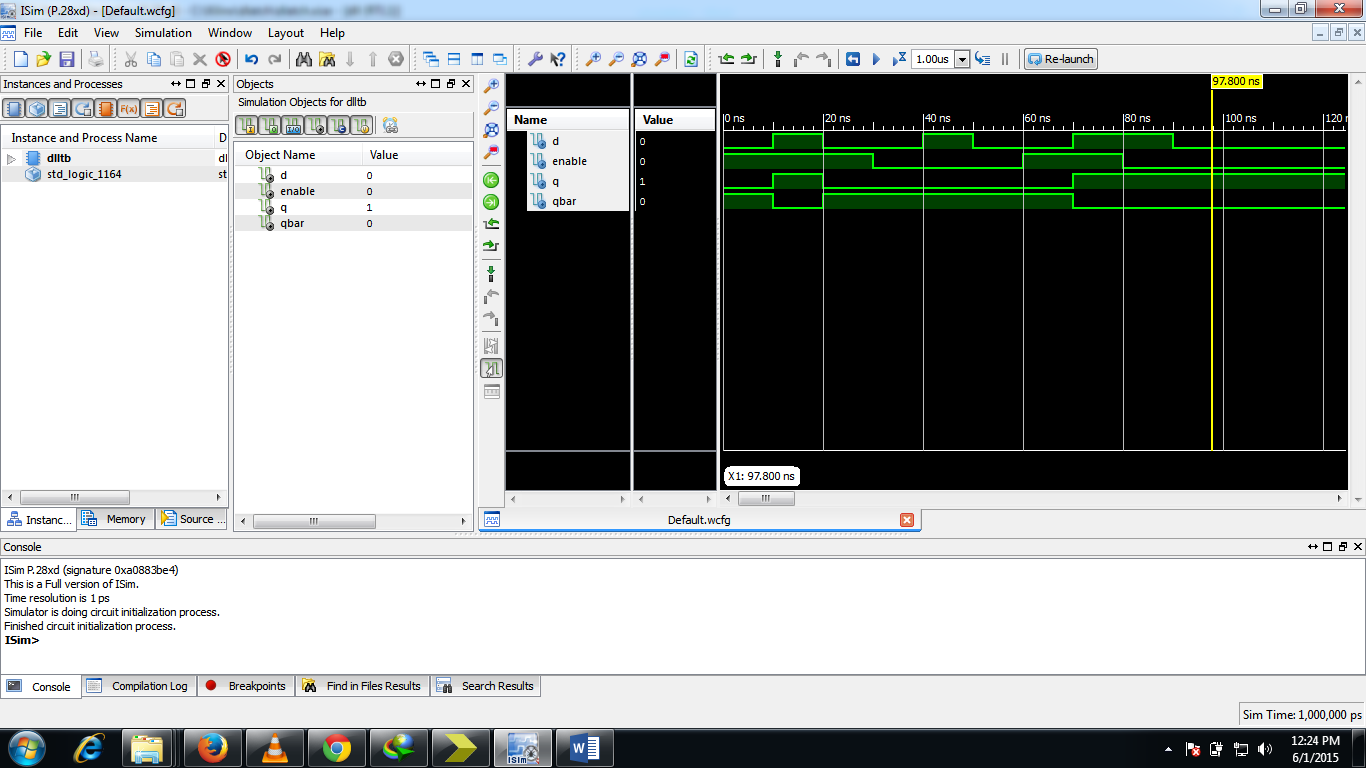 ISim (P.28xd) - [Default.wcfg]
File Edit View Simulation Window Layout Help
1.00us Re-launch
Instances and Processes
Instance and Process Name D
dlltb dl
std_logic_1164 st
Instanc... Memory Source ...
Objects
Simulation Objects for dlltb
Object Name Value
d 0
enable 0
q 1
qbar 0
Name Value
d 0
enable 0
q 1
qbar 0
97.800 ns
0 ns 20 ns 40 ns 60 ns 80 ns 100 ns 120 n
X1: 97.800 ns
Default.wcfg
Console
ISim P.28xd (signature 0xa0883be4)
This is a Full version of ISim.
Time resolution is 1 ps
Simulator is doing circuit initialization process.
Finished circuit initialization process.
ISim>
Console Compilation Log Breakpoints Find in Files Results Search Results
Sim Time: 1,000,000 ps
ISim
12:24 PM
6/1/2015